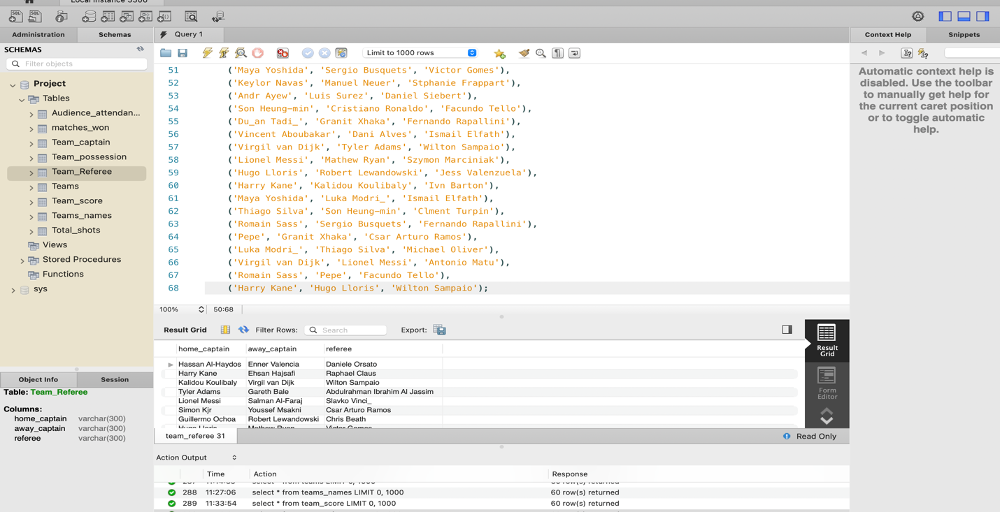 Local instance 3306
Administration
Schemas
Query 1
Context Help
Snippets
SCHEMAS
Filter objects
Limit to 1000 rows
Project
Tables
Audience_attendan...
matches_won
Team_captain
Team_possession
Team_Referee
Teams
Team_score
Teams_names
Total_shots
Views
Stored Procedures
Functions
sys
51 ('Maya Yoshida', 'Sergio Busquets', 'Victor Gomes'),
52 ('Keylor Navas', 'Manuel Neuer', 'Stphanie Frappart'),
53 ('Andr Ayew', 'Luis Surez', 'Daniel Siebert'),
54 ('Son Heung-min', 'Cristiano Ronaldo', 'Facundo Tello'),
55 ('Du_an Tadi_', 'Granit Xhaka', 'Fernando Rapallini'),
56 ('Vincent Aboubakar', 'Dani Alves', 'Ismail Elfath'),
57 ('Virgil van Dijk', 'Tyler Adams', 'Wilton Sampaio'),
58 ('Lionel Messi', 'Mathew Ryan', 'Szymon Marciniak'),
59 ('Hugo Lloris', 'Robert Lewandowski', 'Jess Valenzuela'),
60 ('Harry Kane', 'Kalidou Koulibaly', 'Ivn Barton'),
61 ('Maya Yoshida', 'Luka Modri_', 'Ismail Elfath'),
62 ('Thiago Silva', 'Son Heung-min', 'Clment Turpin'),
63 ('Romain Sass', 'Sergio Busquets', 'Fernando Rapallini'),
64 ('Pepe', 'Granit Xhaka', 'Csar Arturo Ramos'),
65 ('Luka Modri_', 'Thiago Silva', 'Michael Oliver'),
66 ('Virgil van Dijk', 'Lionel Messi', 'Antonio Matu'),
67 ('Romain Sass', 'Pepe', 'Facundo Tello'),
68 ('Harry Kane', 'Hugo Lloris', 'Wilton Sampaio');
Automatic context help is
disabled. Use the toolbar
to manually get help for
the current caret position
or to toggle automatic
help.
100% 50:68
Result Grid Filter Rows: Search Export:
home_captain away_captain referee
Hassan Al-Haydos Enner Valencia Daniele Orsato
Harry Kane Ehsan Hajsafi Raphael Claus
Kalidou Koulibaly Virgil van Dijk Wilton Sampaio
Tyler Adams Gareth Bale Abdulrahman Ibrahim Al Jassim
Lionel Messi Salman Al-Faraj Slavko Vinci_
Simon Kjr Youssef Msakni Csar Arturo Ramos
Guillermo Ochoa Robert Lewandowski Chris Beath
Hugo Lloris Mathew Ryan Victor Gomes
Result
Grid
Form
Editor
team_referee 31
Read Only
Object Info
Session
Table: Team_Referee
Columns:
home_captain varchar(300)
away_captain varchar(300)
referee varchar(300)
Action Output
Time Action Response
288 11:27:06 select * from teams_names LIMIT 0, 1000 60 row(s) returned
289 11:33:54 select * from team_score LIMIT 0, 1000 60 row(s) returned